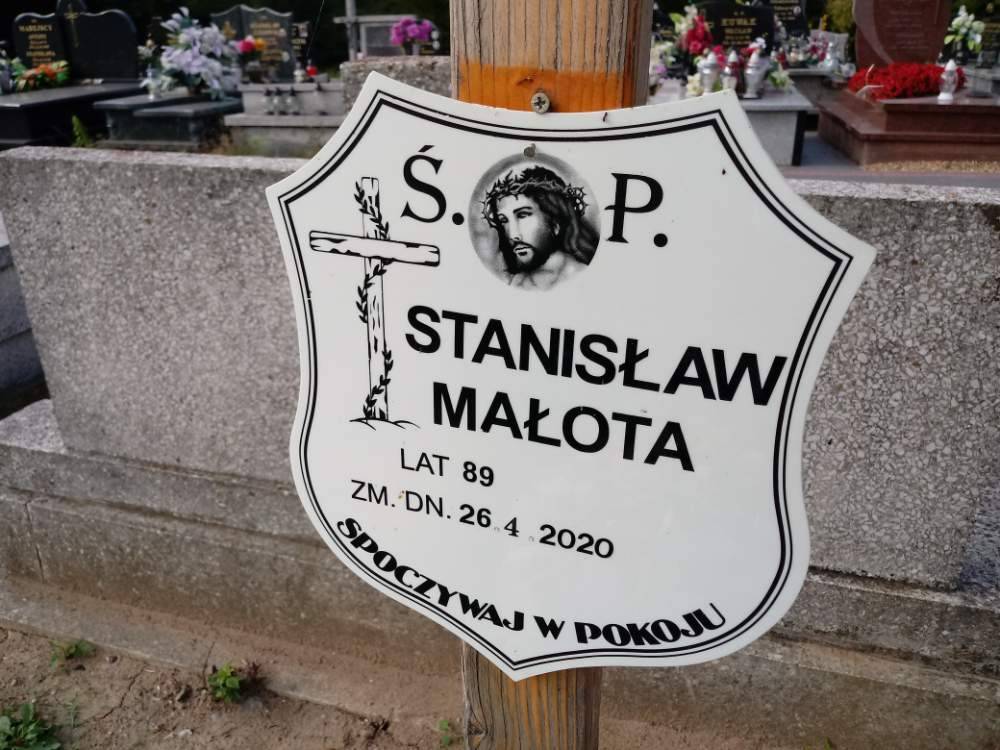 Ś. P.
STANISŁAW
MAŁOTA
LAT 89
ZM. DN. 26.4.2020
SPOCZYWAJ W POKOJU